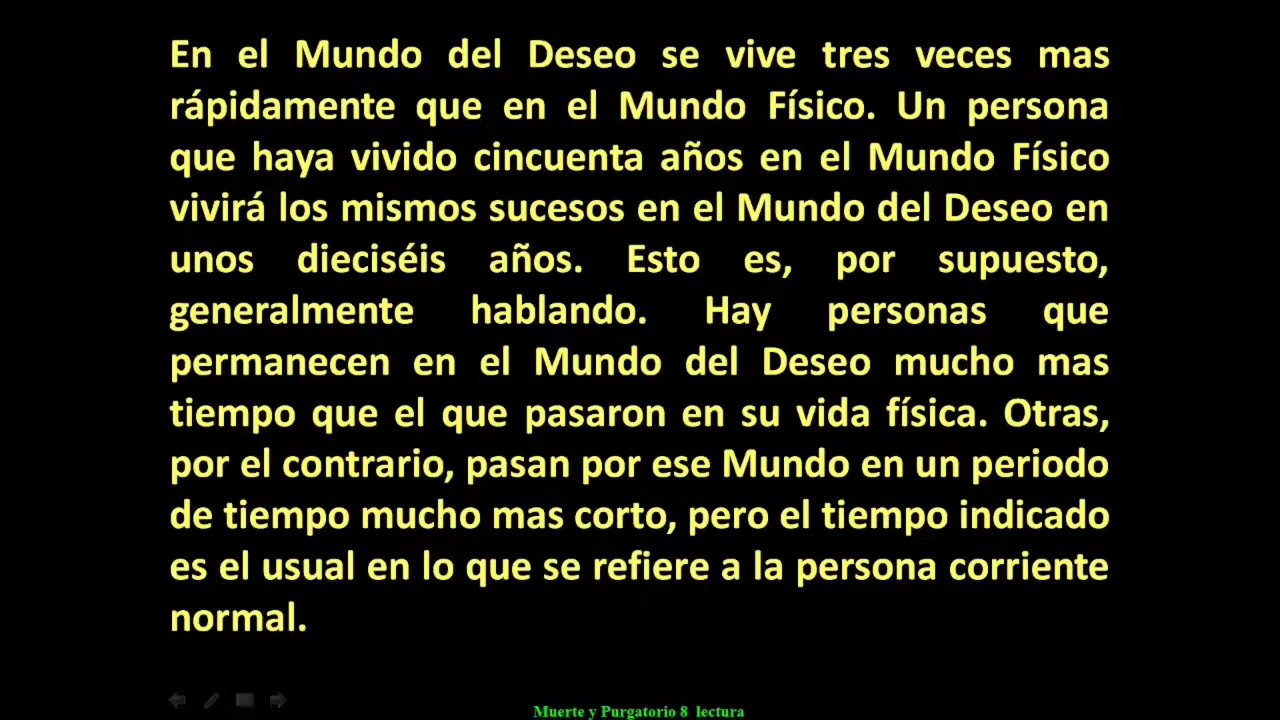 En el Mundo del Deseo se vive tres veces mas
rápidamente que en el Mundo Físico. Un persona
que haya vivido cincuenta años en el Mundo Físico
vivirá los mismos sucesos en el Mundo del Deseo en
unos dieciséis años. Esto es, por supuesto,
generalmente hablando. Hay personas que
permanecen en el Mundo del Deseo mucho mas
tiempo que el que pasaron en su vida física. Otras,
por el contrario, pasan por ese Mundo en un periodo
de tiempo mucho mas corto, pero el tiempo indicado
es el usual en lo que se refiere a la persona corriente
normal.
Muerte y Purgatorio 8 lectura